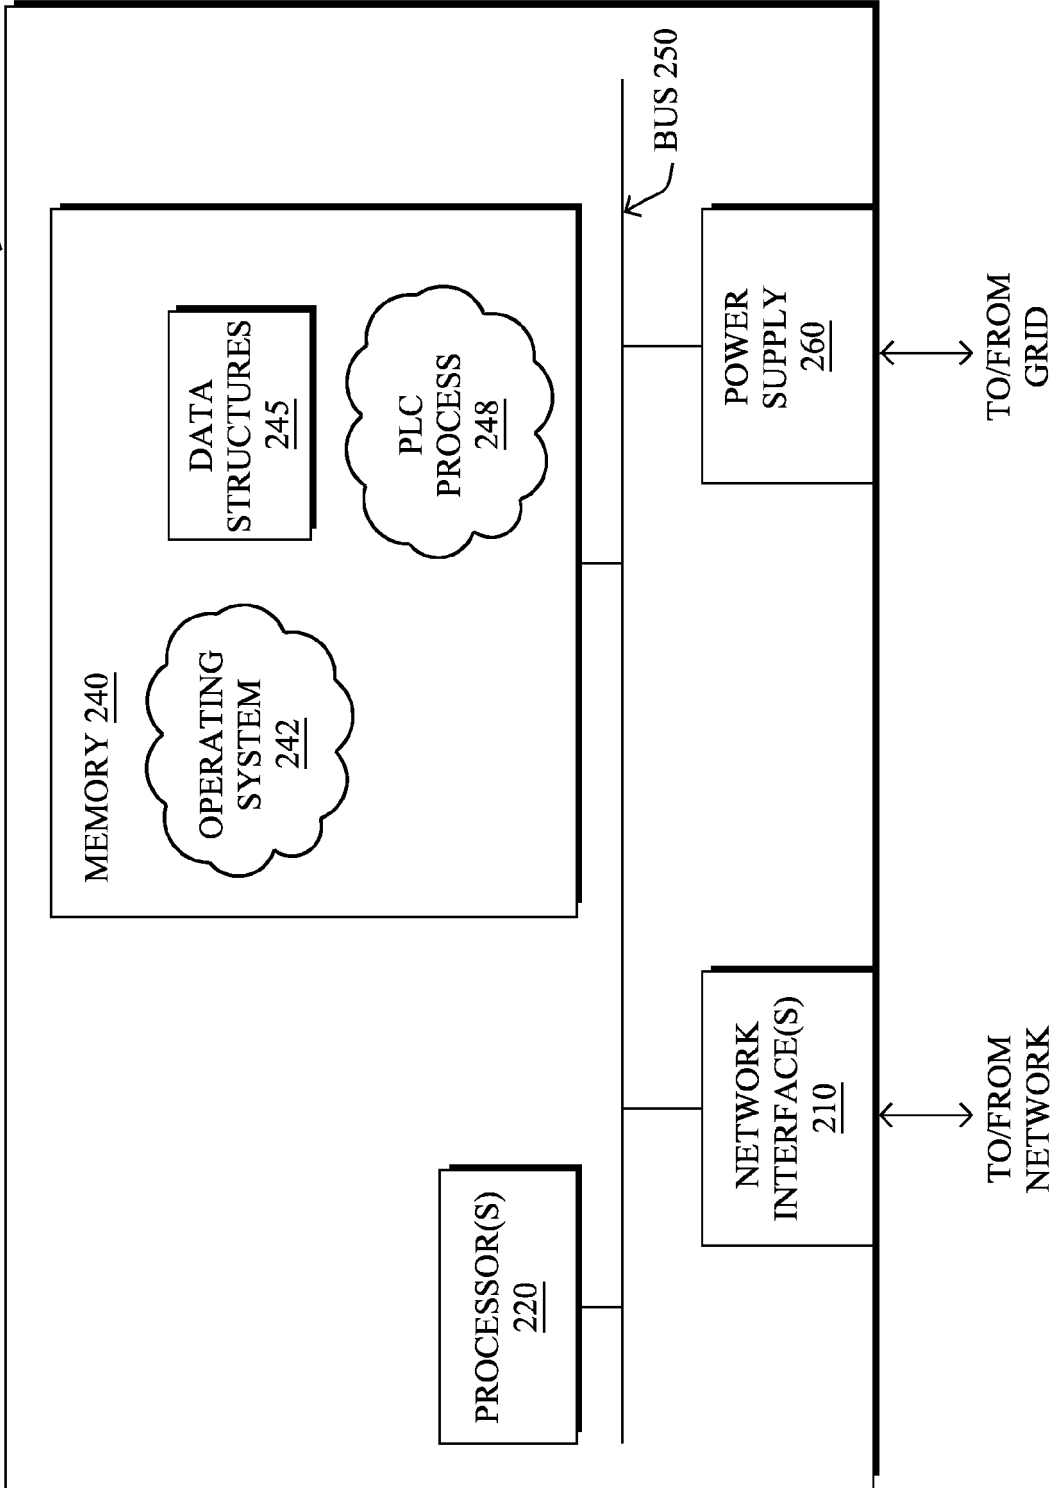 MEMORY 240
OPERATING
SYSTEM
242
DATA
STRUCTURES
245
PLC
PROCESS
248
PROCESSOR(S)
220
BUS 250
NETWORK
INTERFACE(S)
210
POWER
SUPPLY
260
TO/FROM
NETWORK
TO/FROM
GRID